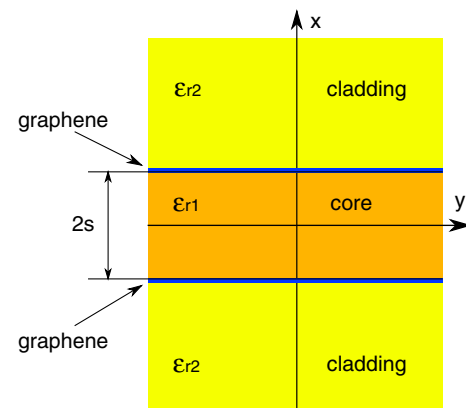 x
εr2 cladding
graphene
εr1 core y
2s
graphene
εr2 cladding